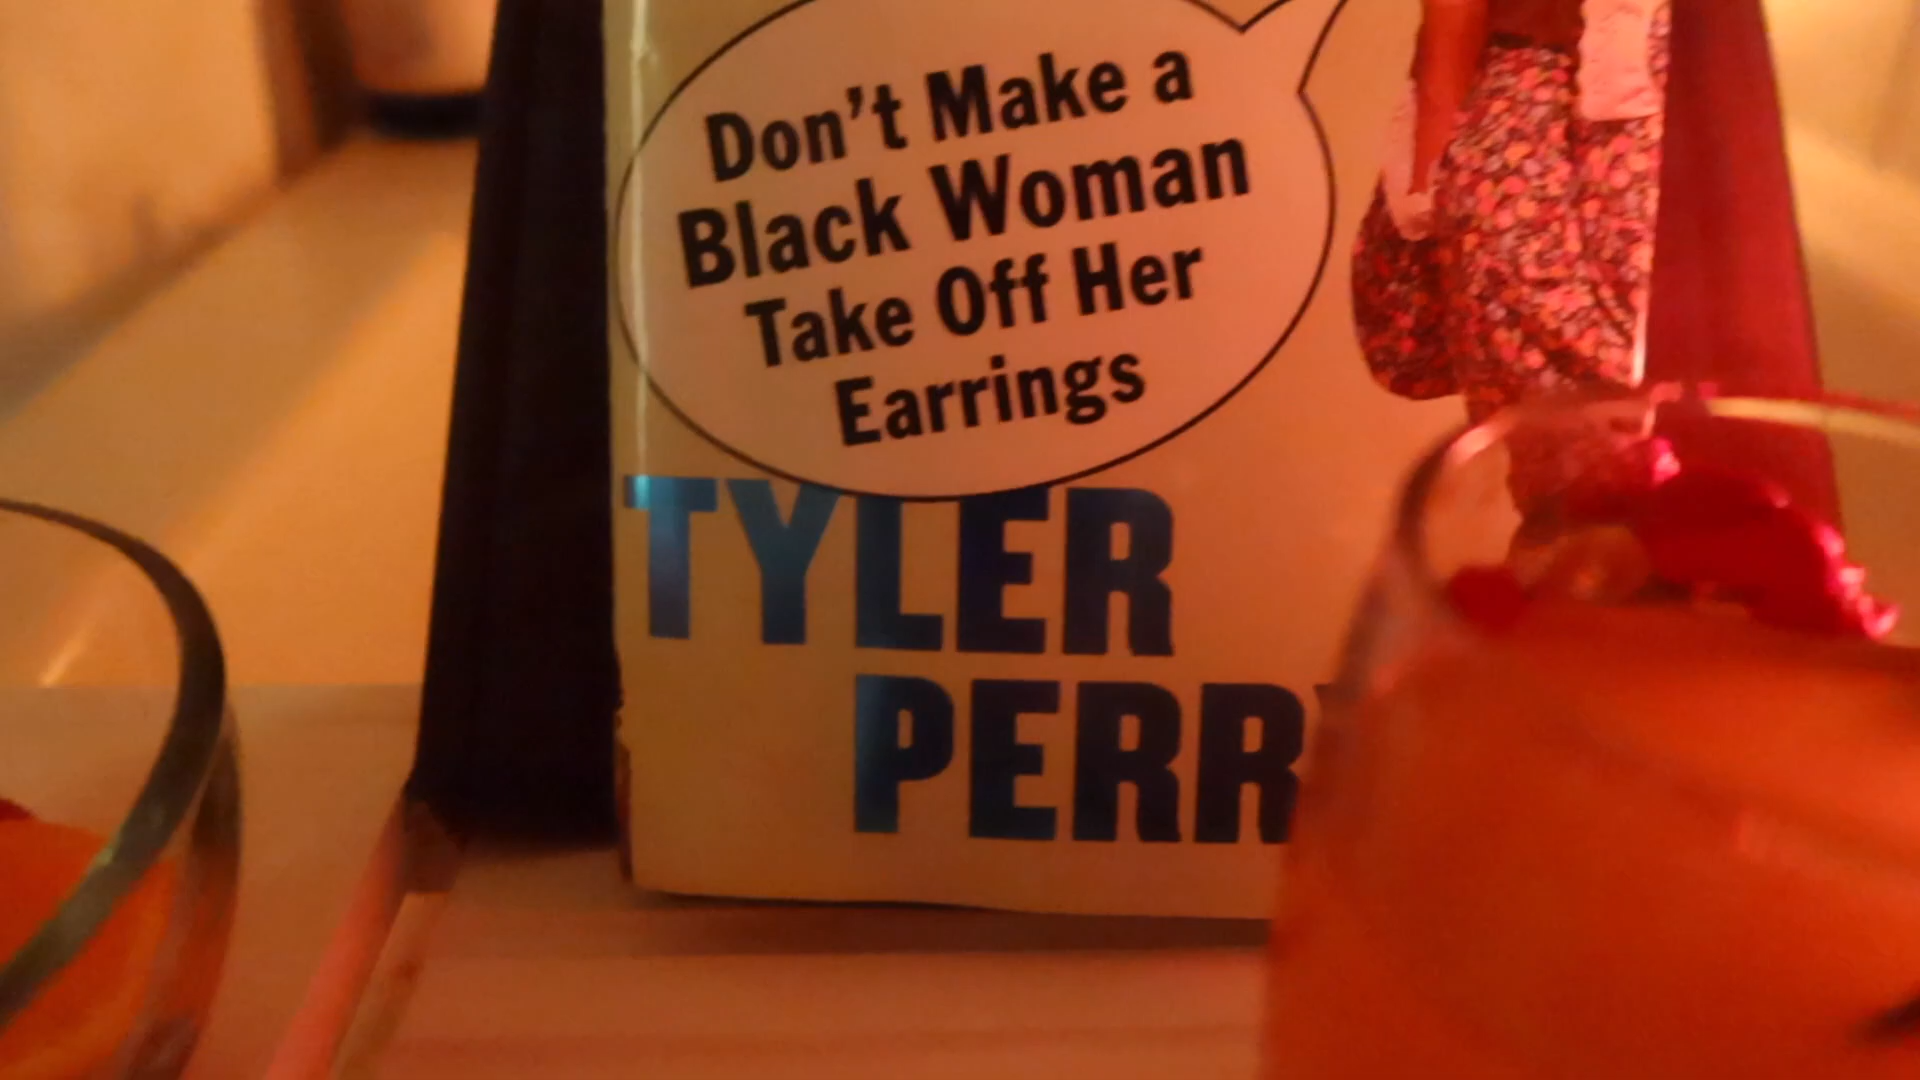 Don't Make a
Black Woman
Take Off Her
Earrings
TYLER
PERR